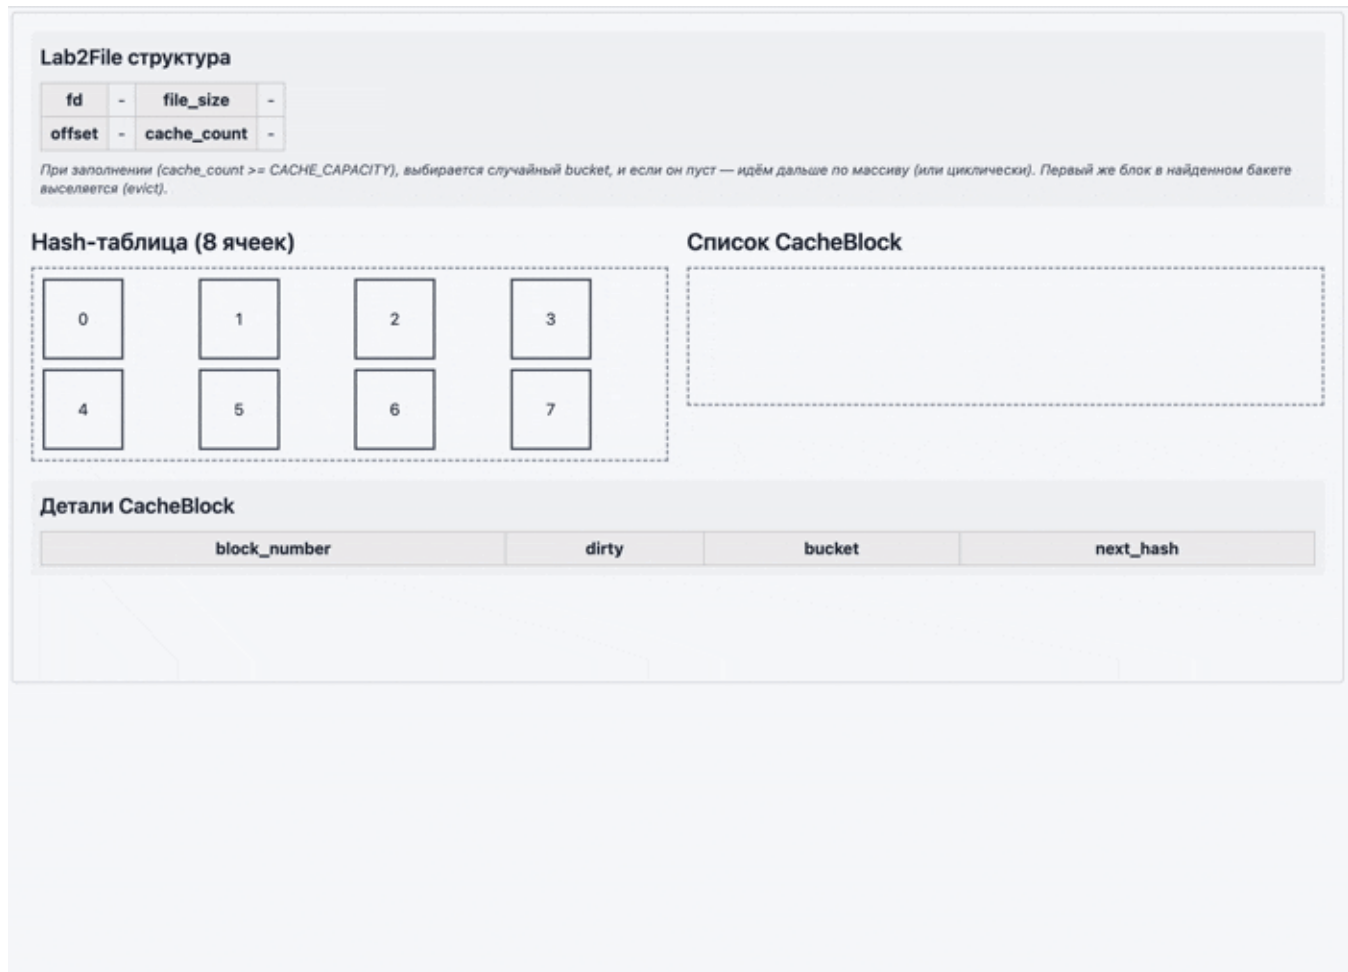 Lab2File структура
fd - file_size -
offset - cache_count -
При заполнении (cache_count >= CACHE_CAPACITY), выбирается случайный bucket, и если он пуст — идём дальше по массиву (или циклически). Первый же блок в найденном бакете
выселяется (evict).
Hash-таблица (8 ячеек)
0 1 2 3
4 5 6 7
Список CacheBlock
Детали CacheBlock
block_number dirty bucket next_hash